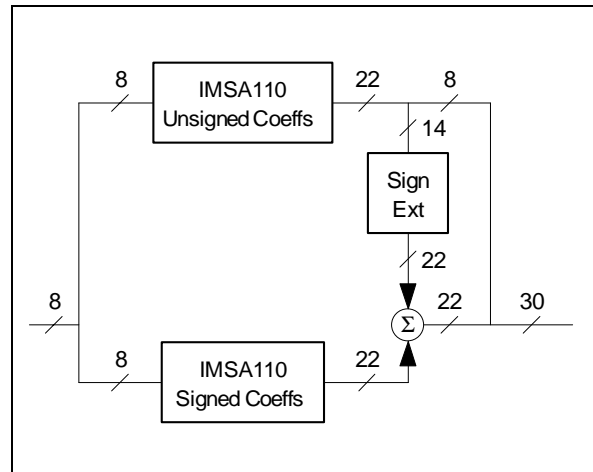 8
IMSA110
Unsigned Coeffs
22
8
14
Sign
Ext
22
8
Σ
22
30
8
IMSA110
Signed Coeffs
22